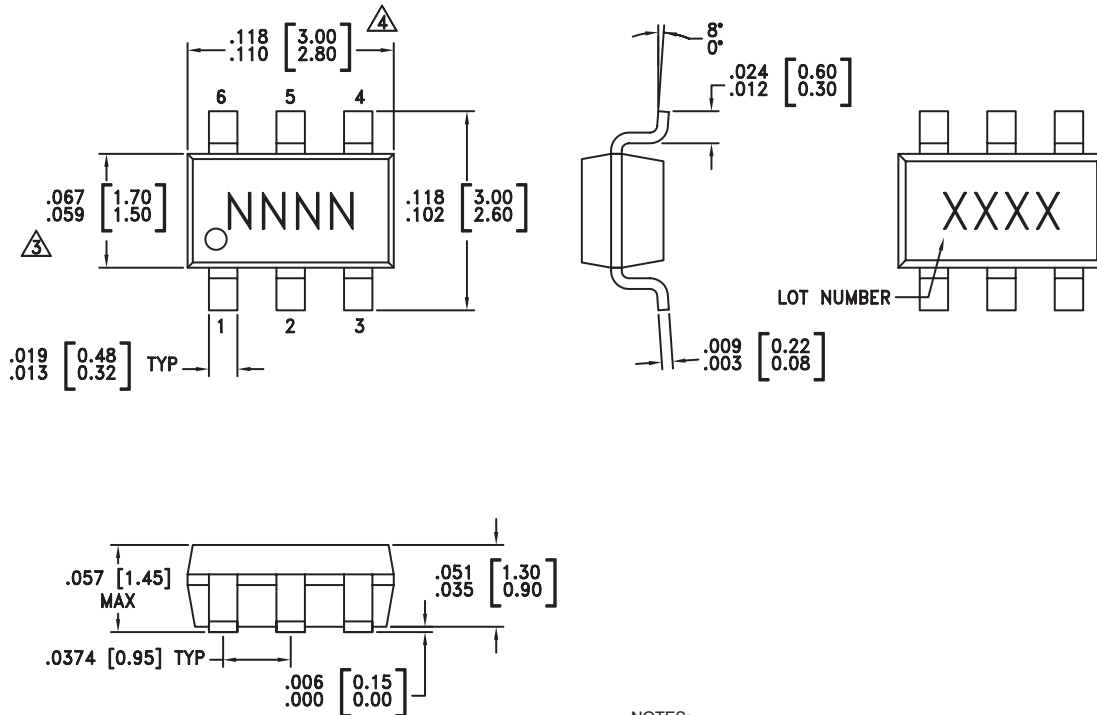 .118 [3.00
.110 2.80]
4
8°
0°
.024 [0.60
.012 0.30]
6 5 4
.067 [1.70
.059 1.50]
NNNN
.118 [3.00
.102 2.60]
XXXX
3
LOT NUMBER
1 2 3
.019 [0.48
.013 0.32] TYP
.009 [0.22
.003 0.08]
.057 [1.45]
MAX
.051 [1.30
.035 0.90]
.0374 [0.95] TYP
.006 [0.15
.000 0.00]